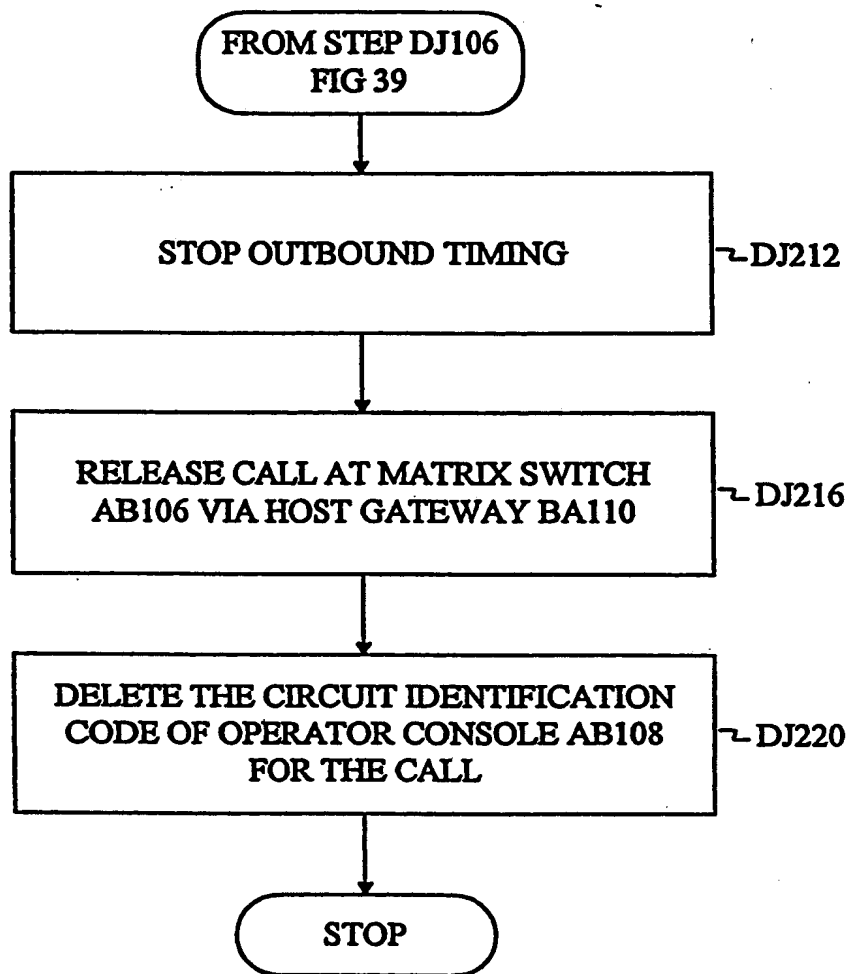 FROM STEP DJ106
FIG 39
STOP OUTBOUND TIMING
DJ212
RELEASE CALL AT MATRIX SWITCH
AB106 VIA HOST GATEWAY BA110
DJ216
DELETE THE CIRCUIT IDENTIFICATION
CODE OF OPERATOR CONSOLE AB108
FOR THE CALL
DJ220
STOP